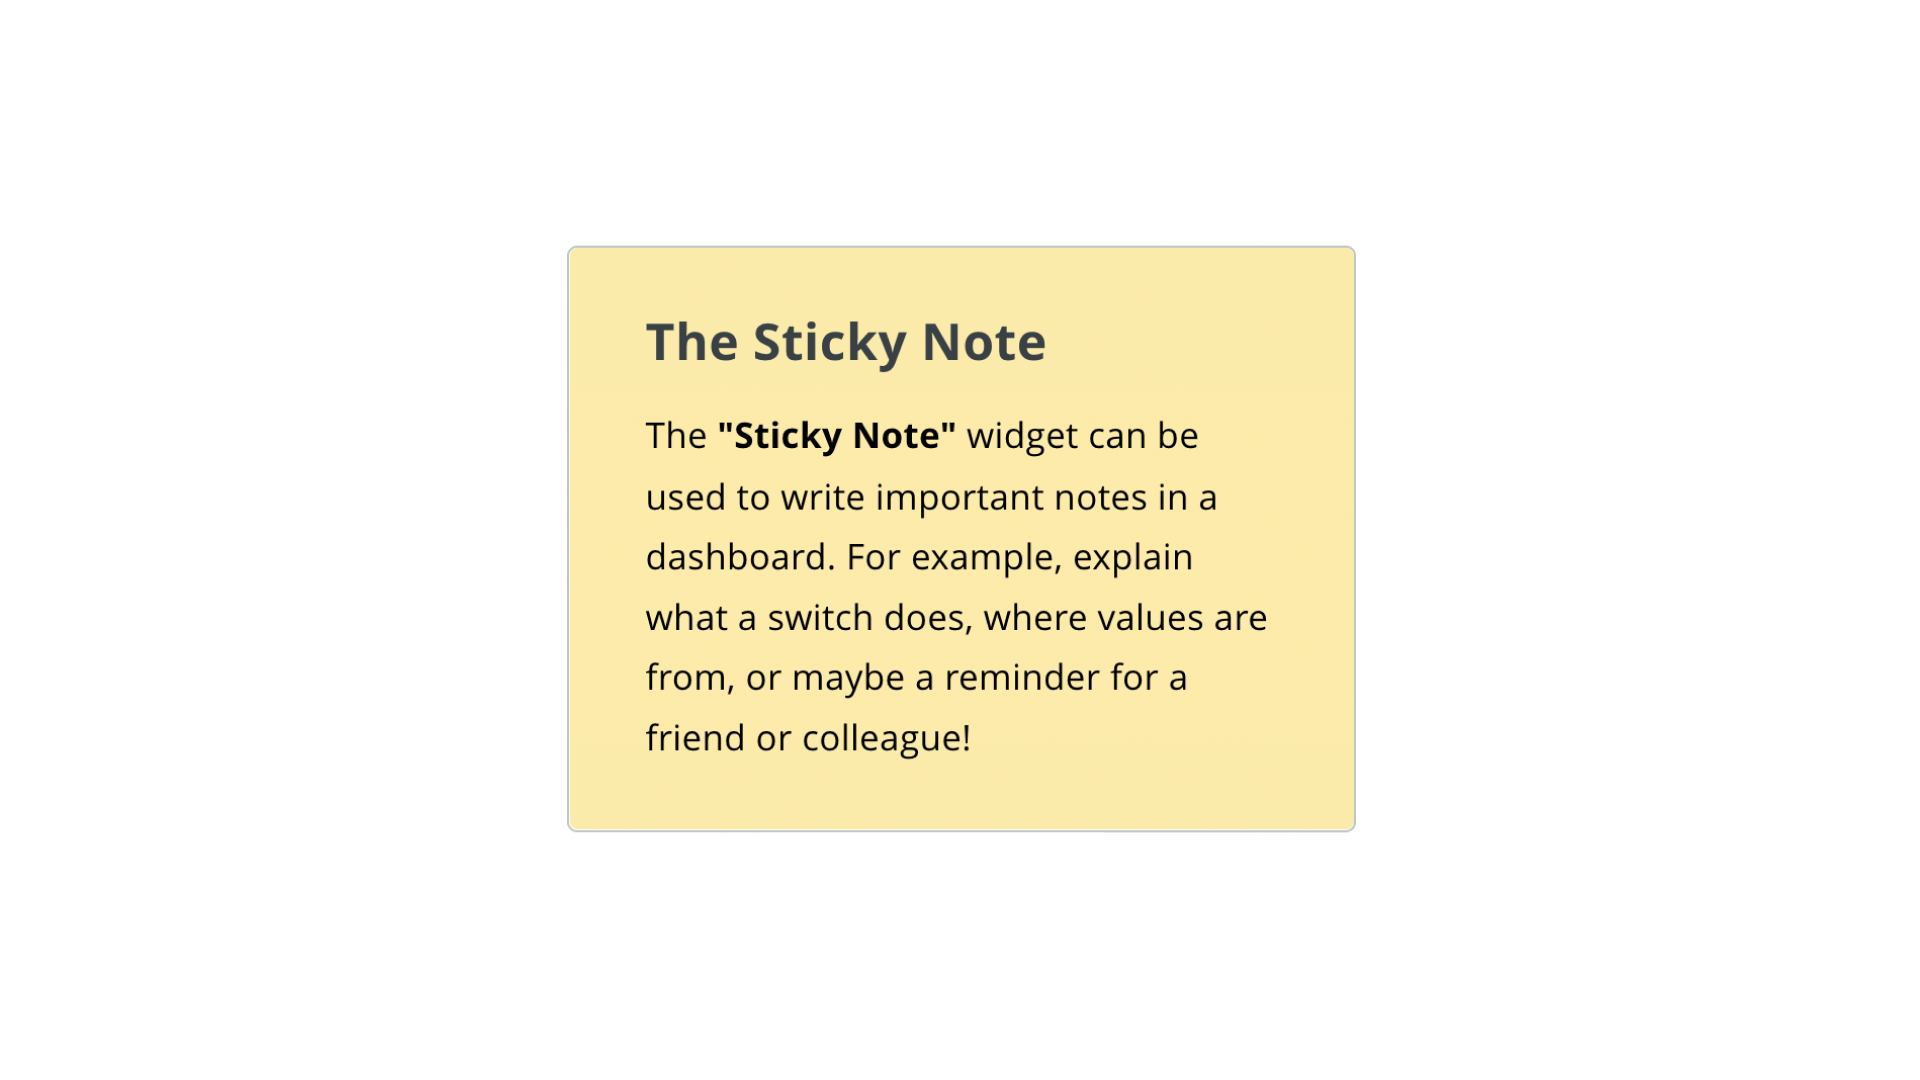 The Sticky Note
The "Sticky Note" widget can be
used to write important notes in a
dashboard. For example, explain
what a switch does, where values are
from, or maybe a reminder for a
friend or colleague!